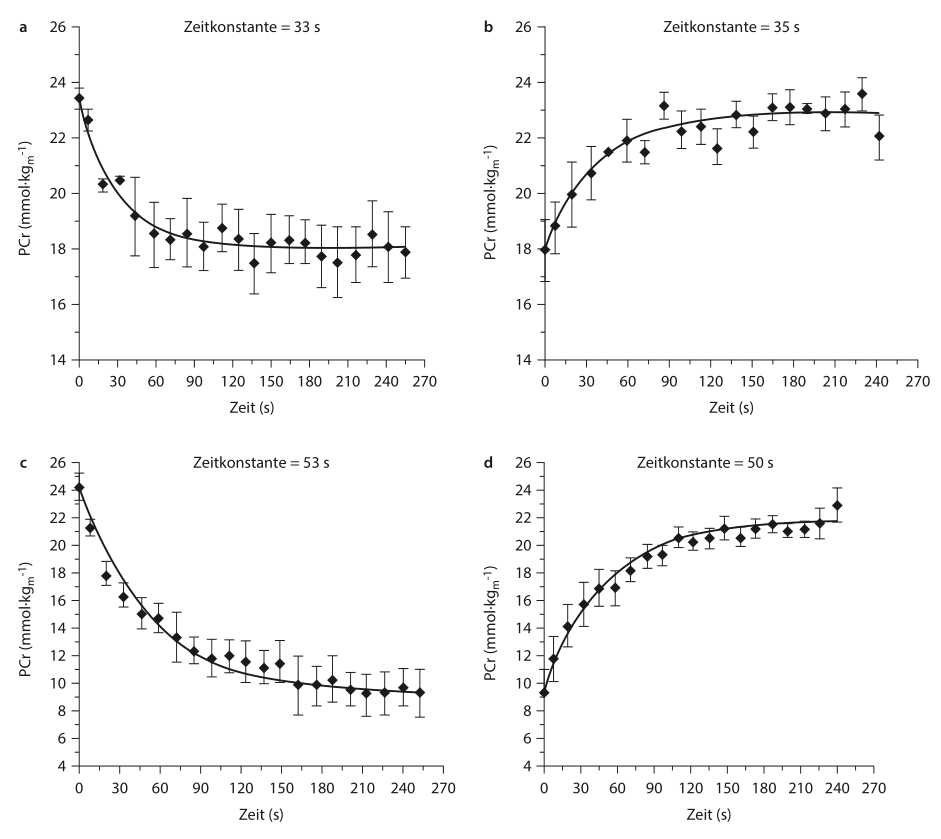 a
Zeitkonstante = 33 s
26
24
22
20
18
16
14
PCr (mmol·kgm-1)
0 30 60 90 120 150 180 210 240 270
Zeit (s)
b
Zeitkonstante = 35 s
26
24
22
20
18
16
14
PCr (mmol·kgm-1)
0 30 60 90 120 150 180 210 240 270
Zeit (s)
c
Zeitkonstante = 53 s
26
24
22
20
18
16
14
12
10
8
6
4
PCr (mmol·kgm-1)
0 30 60 90 120 150 180 210 240 270
Zeit (s)
d
Zeitkonstante = 50 s
26
24
22
20
18
16
14
12
10
8
6
4
PCr (mmol·kgm-1)
0 30 60 90 120 150 180 210 240 270
Zeit (s)